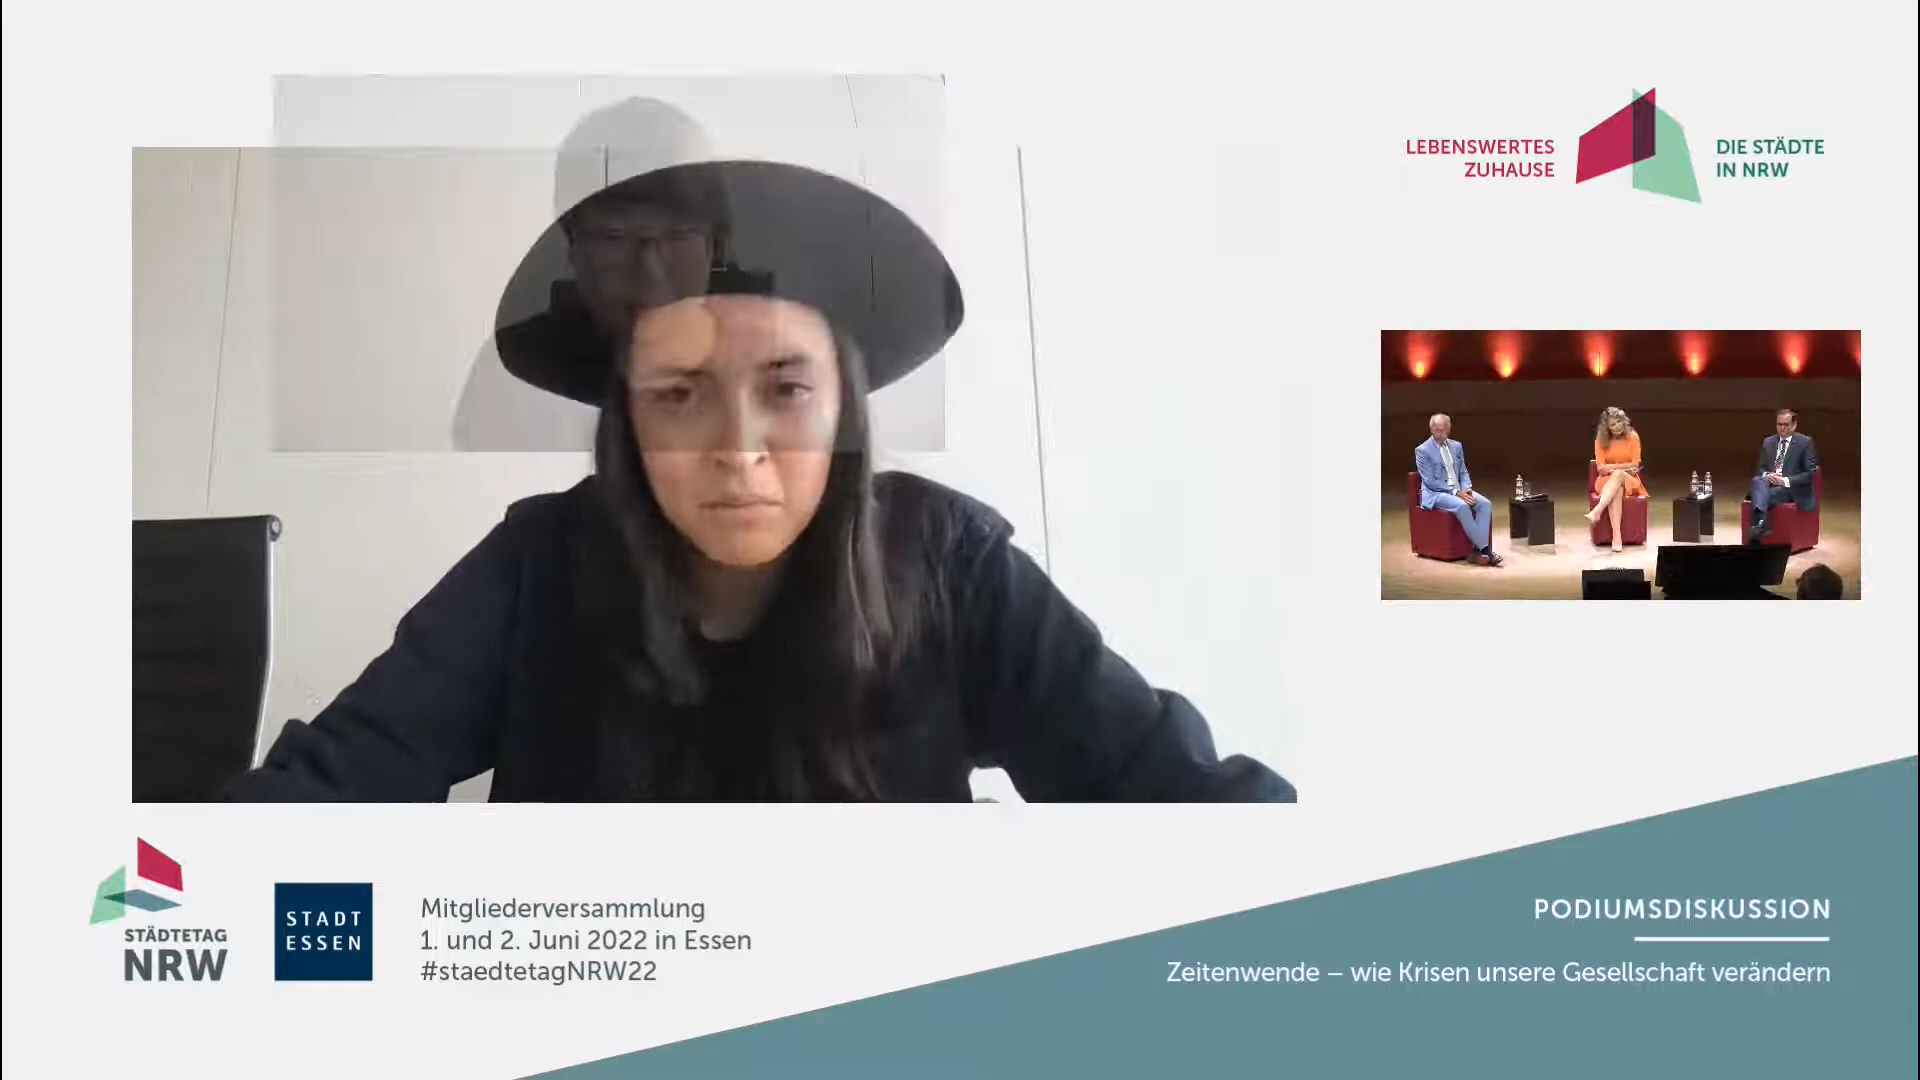 LEBENSWERTES
ZUHAUSE
DIE STÄDTE
IN NRW
STÄDTETAG
NRW
STADT
ESSEN
Mitgliederversammlung
1. und 2. Juni 2022 in Essen
#staedtetagNRW22
PODIUMSDISKUSSION
Zeitenwende – wie Krisen unsere Gesellschaft verändern